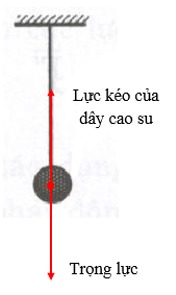 Lực kéo của
dây cao su
Trọng lực